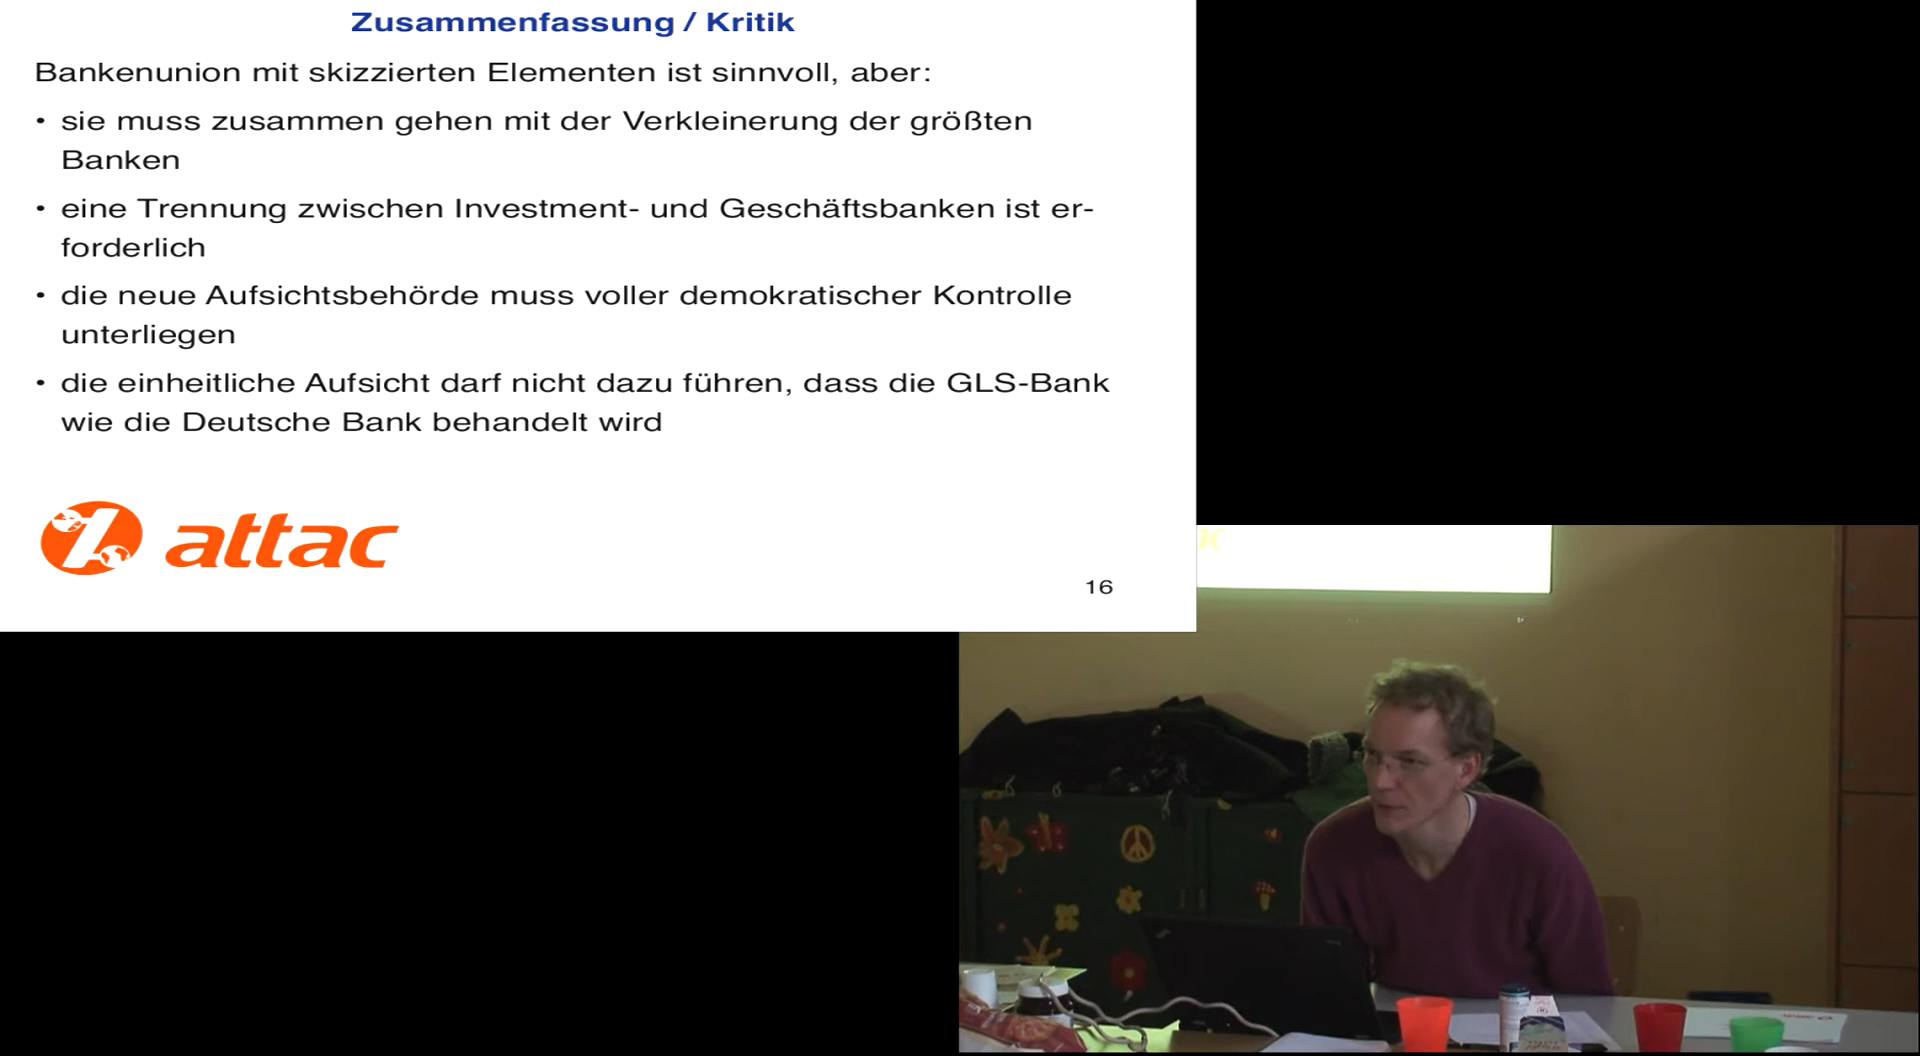 Zusammenfassung / Kritik
Bankenunion mit skizzierten Elementen ist sinnvoll, aber:
• sie muss zusammen gehen mit der Verkleinerung der größten
Banken
• eine Trennung zwischen Investment- und Geschäftsbanken ist er-
forderlich
• die neue Aufsichtsbehörde muss voller demokratischer Kontrolle
unterliegen
• die einheitliche Aufsicht darf nicht dazu führen, dass die GLS-Bank
wie die Deutsche Bank behandelt wird
attac
16